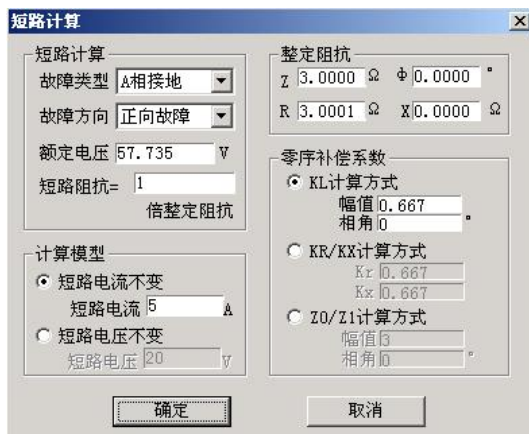 短路计算
短路计算
故障类型 A相接地
故障方向 正向故障
额定电压 57.735 V
短路阻抗= 1
倍整定阻抗
计算模型
短路电流不变
短路电流 5 A
短路电压不变
短路电压 20 V
整定阻抗
Z 3.0000 Ω Φ 0.0000 °
R 3.0001 Ω X 0.0000 Ω
零序补偿系数
KL计算方式
幅值 0.667
相角 0 °
KR/KX计算方式
Kr 0.667
Kx 0.667
Z0/Z1计算方式
幅值 3
相角 0 °
确定 取消